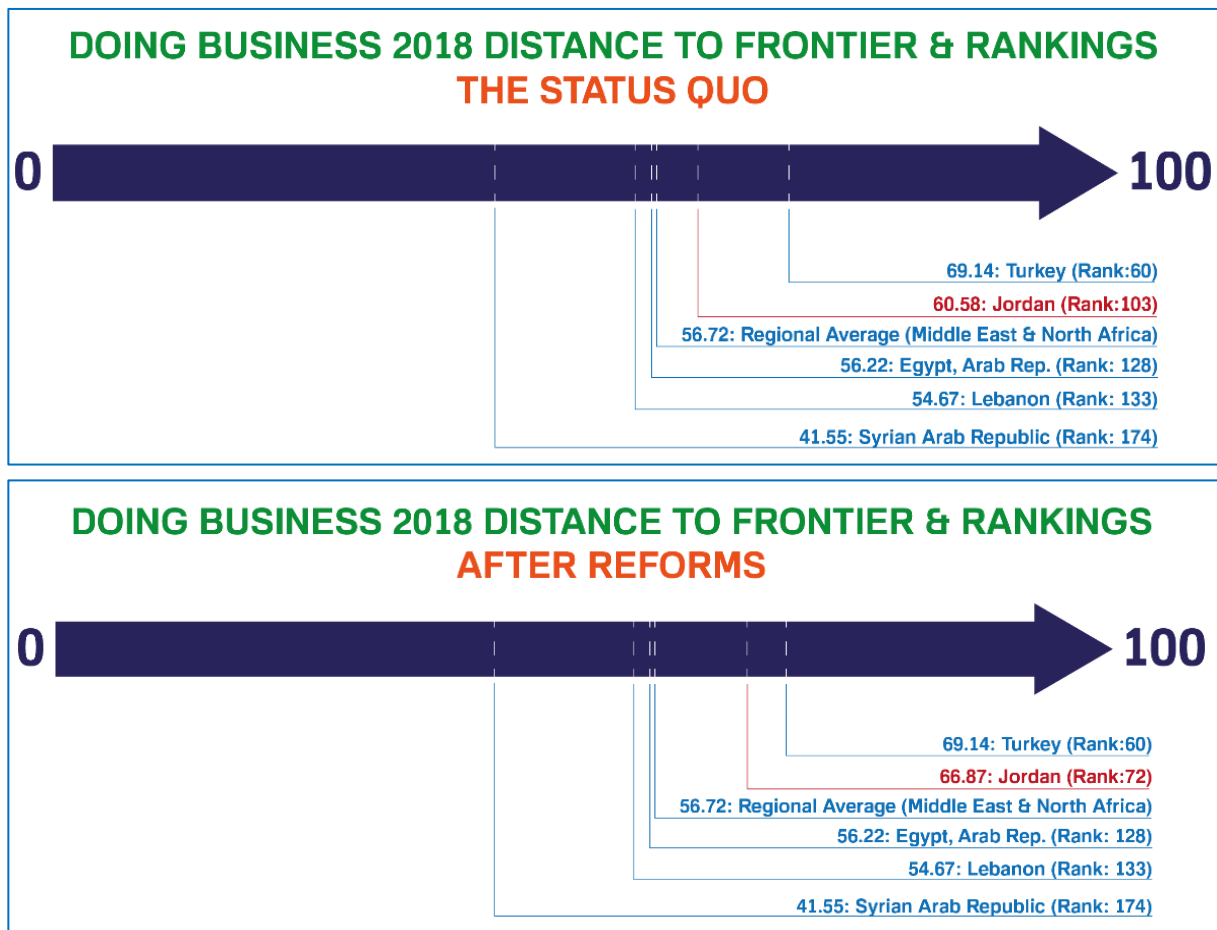 DOING BUSINESS 2018 DISTANCE TO FRONTIER & RANKINGS
THE STATUS QUO
0
100
69.14: Turkey (Rank:60)
60.58: Jordan (Rank:103)
56.72: Regional Average (Middle East & North Africa)
56.22: Egypt, Arab Rep. (Rank: 128)
54.67: Lebanon (Rank: 133)
41.55: Syrian Arab Republic (Rank: 174)
DOING BUSINESS 2018 DISTANCE TO FRONTIER & RANKINGS
AFTER REFORMS
0
100
69.14: Turkey (Rank:60)
66.87: Jordan (Rank:72)
56.72: Regional Average (Middle East & North Africa)
56.22: Egypt, Arab Rep. (Rank: 128)
54.67: Lebanon (Rank: 133)
41.55: Syrian Arab Republic (Rank: 174)